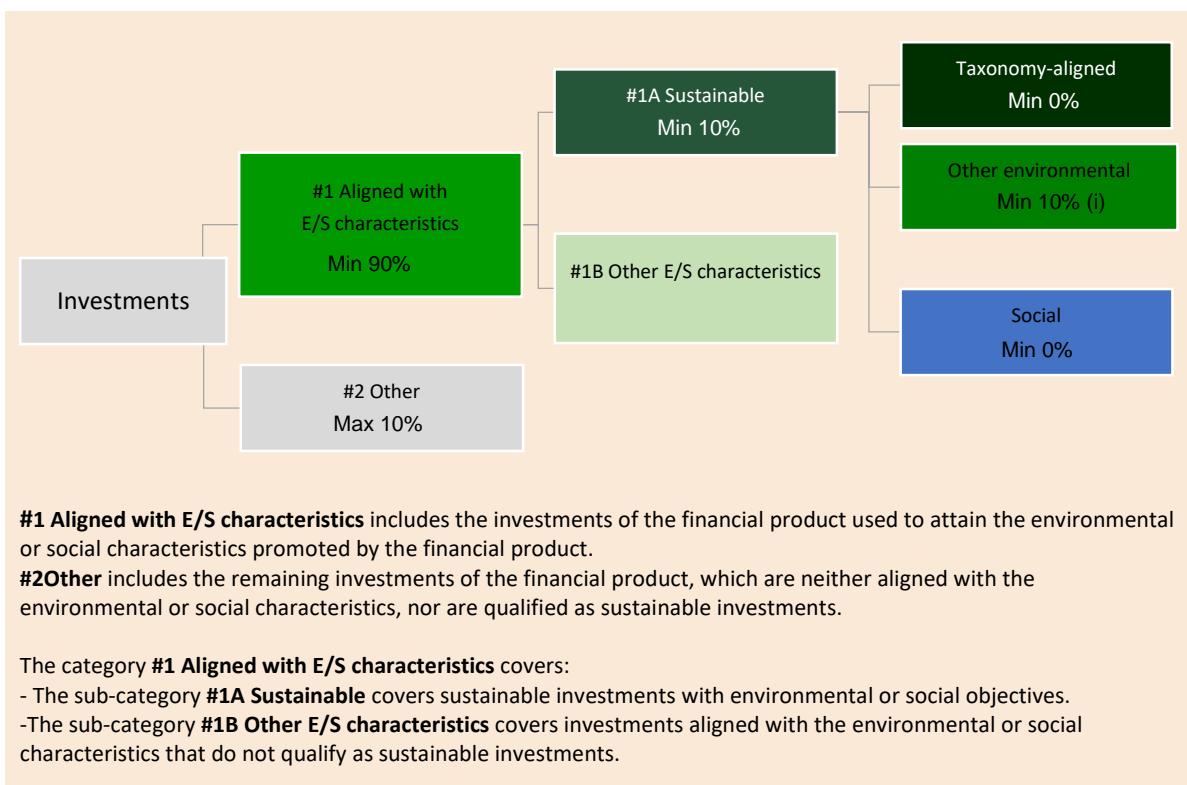 Investments
#1 Aligned with
E/S characteristics
Min 90%
#2 Other
Max 10%
#1A Sustainable
Min 10%
#1B Other E/S characteristics
Taxonomy-aligned
Min 0%
Other environmental
Min 10% (i)
Social
Min 0%
#1 Aligned with E/S characteristics includes the investments of the financial product used to attain the environmental
or social characteristics promoted by the financial product.
#2Other includes the remaining investments of the financial product, which are neither aligned with the
environmental or social characteristics, nor are qualified as sustainable investments.
The category #1 Aligned with E/S characteristics covers:
- The sub-category #1A Sustainable covers sustainable investments with environmental or social objectives.
-The sub-category #1B Other E/S characteristics covers investments aligned with the environmental or social
characteristics that do not qualify as sustainable investments.